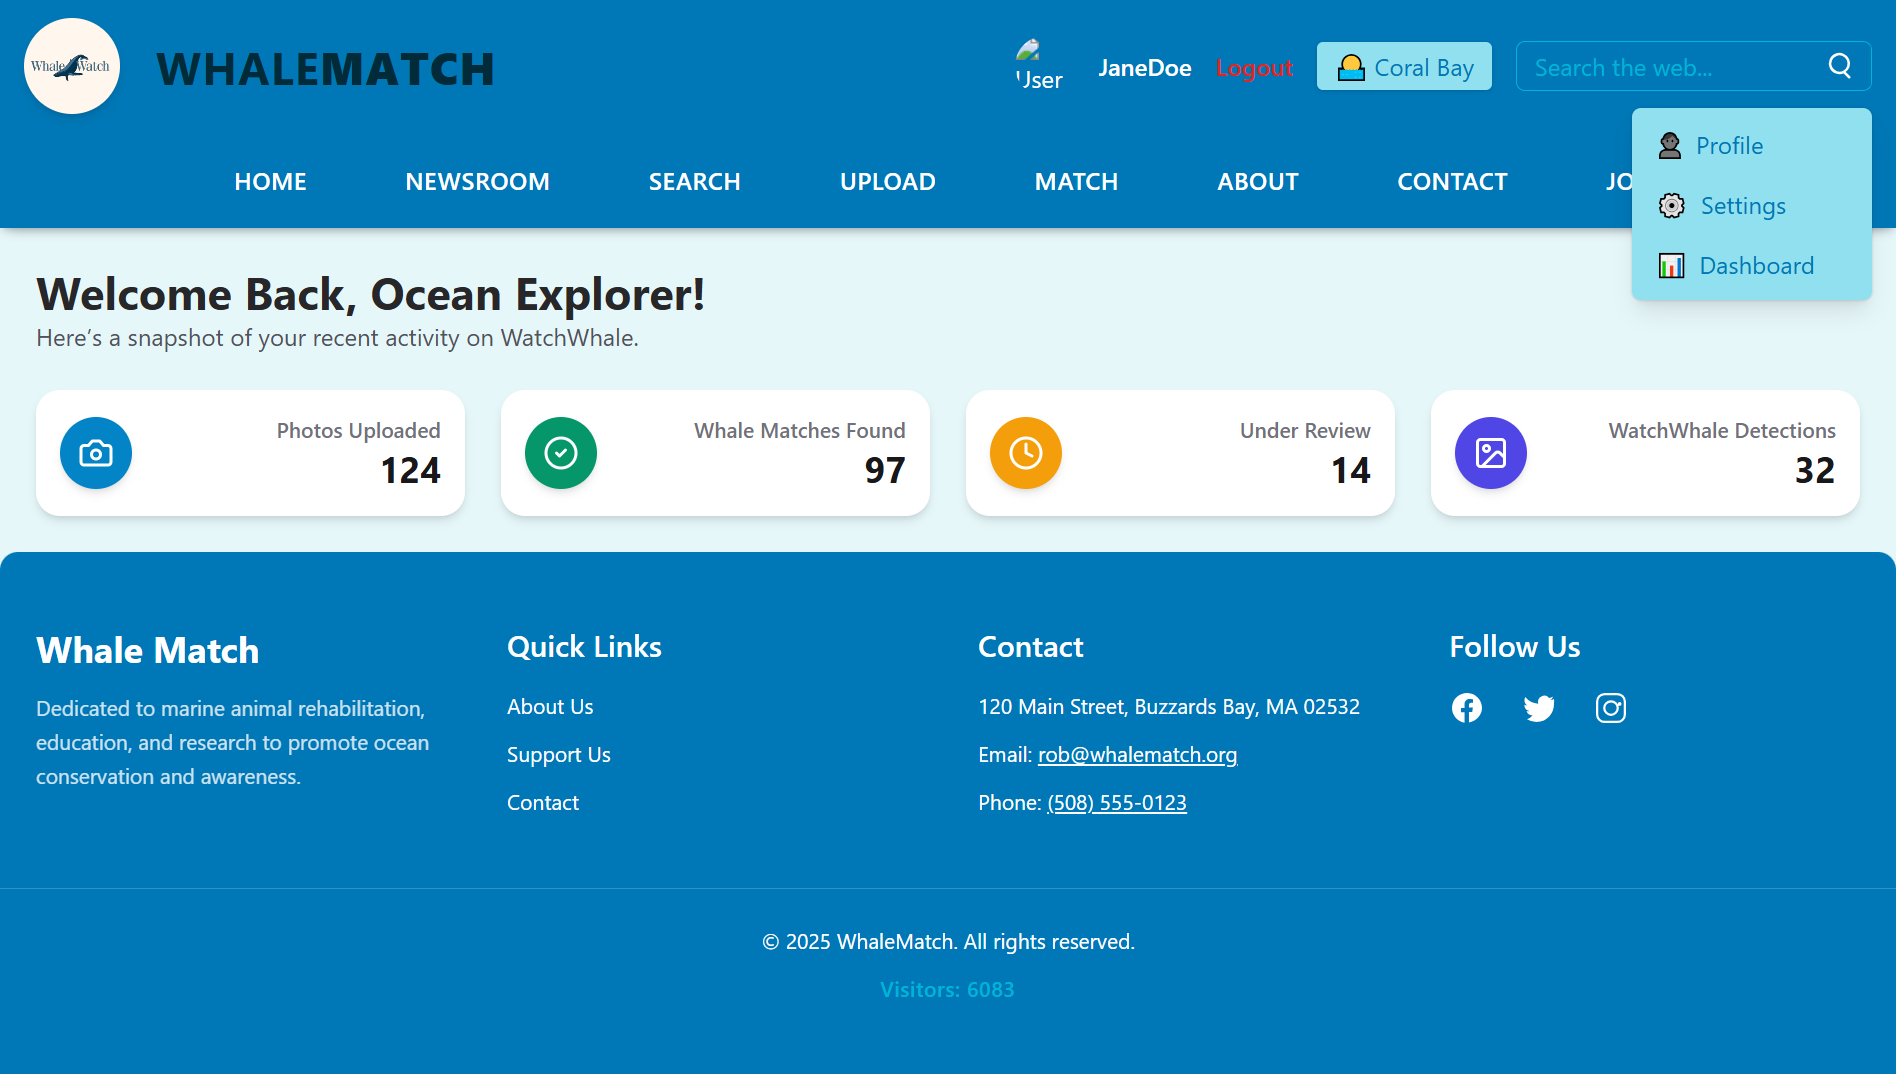 Whale Watch
WHALEMATCH
User
JaneDoe
Logout
Coral Bay
Search the web...
Profile
Settings
Dashboard
HOME
NEWSROOM
SEARCH
UPLOAD
MATCH
ABOUT
CONTACT
Welcome Back, Ocean Explorer!
Here’s a snapshot of your recent activity on WatchWhale.
Photos Uploaded
124
Whale Matches Found
97
Under Review
14
WatchWhale Detections
32
Whale Match
Dedicated to marine animal rehabilitation,
education, and research to promote ocean
conservation and awareness.
Quick Links
About Us
Support Us
Contact
Contact
120 Main Street, Buzzards Bay, MA 02532
Email: rob@whalematch.org
Phone: (508) 555-0123
Follow Us
© 2025 WhaleMatch. All rights reserved.
Visitors: 6083